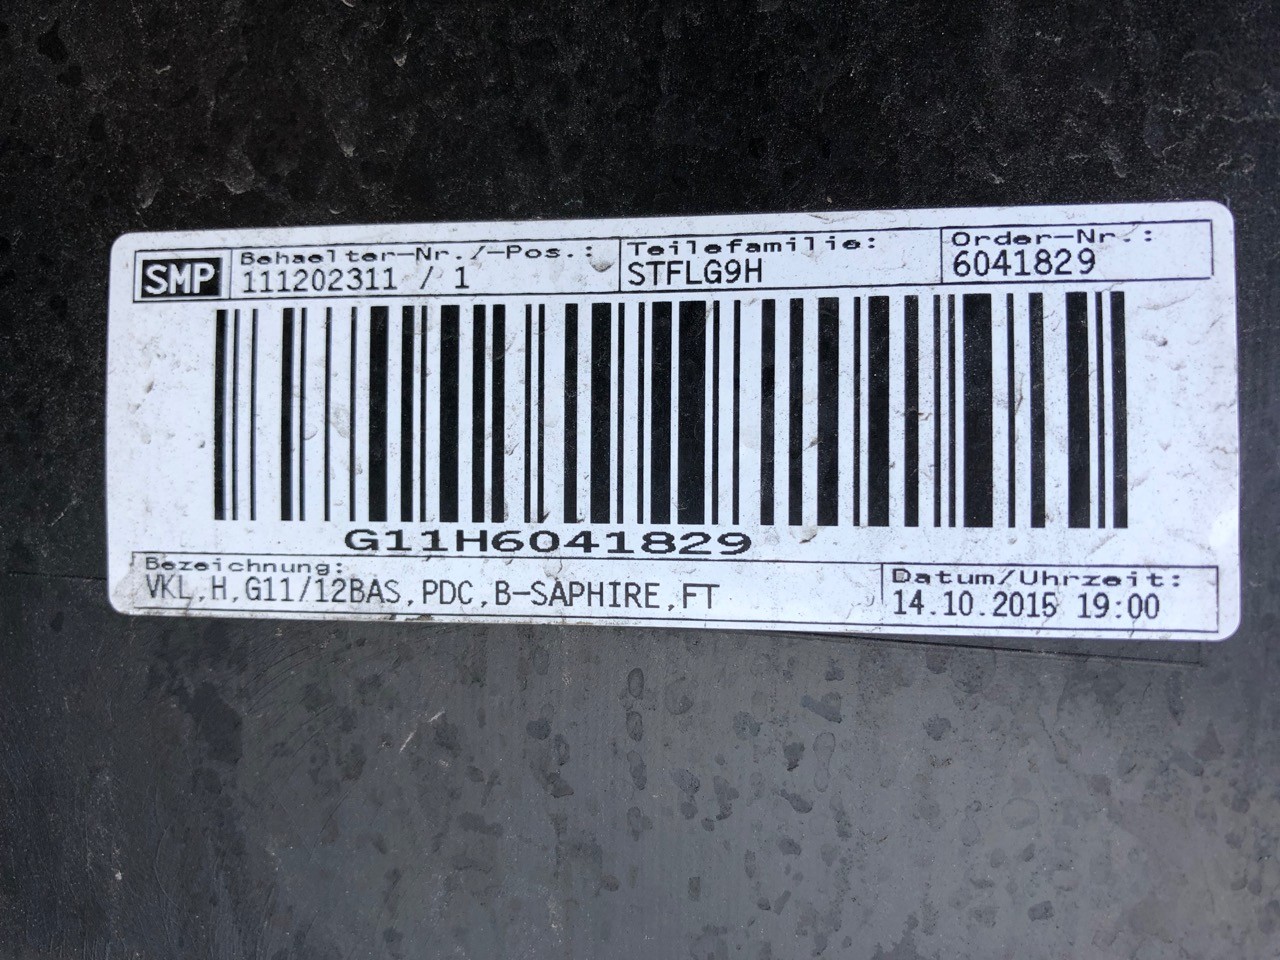 SMP
Behaelter-Nr./-Pos.:
111202311 / 1
Teilefamilie:
STFLG9H
Order-Nr.:
6041829
G11H6041829
Bezeichnung:
VKL,H,G11/12BAS,PDC,B-SAPHIRE,FT
Datum/Uhrzeit:
14.10.2015 19:00